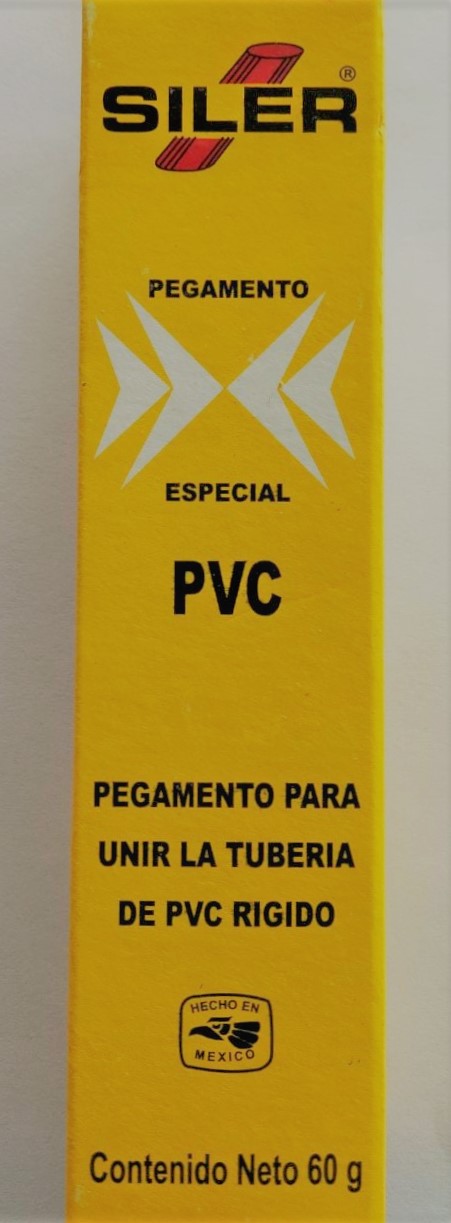 SILER®
PEGAMENTO
ESPECIAL
PVC
PEGAMENTO PARA
UNIR LA TUBERIA
DE PVC RIGIDO
HECHO EN
MEXICO
Contenido Neto 60 g